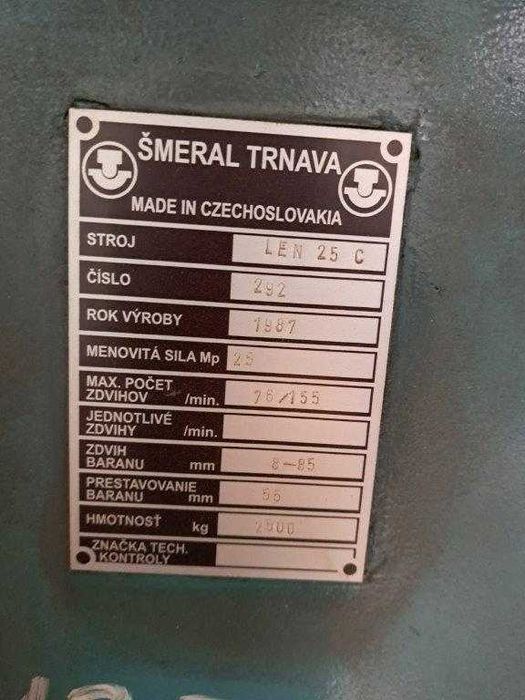 ŠMERAL TRNAVA
MADE IN CZECHOSLOVAKIA
STROJ LEN 25 C
ČÍSLO 292
ROK VÝROBY 1987
MENOVITÁ SILA Mp 25
MAX. POČET
ZDVIHOV /min. 76/155
JEDNOTLIVÉ
ZDVIHY /min.
ZDVIH
BARANU mm 8-85
PRESTAVOVANIE
BARANU mm 55
HMOTNOSŤ kg 2500
ZNAČKA TECH.
KONTROLY